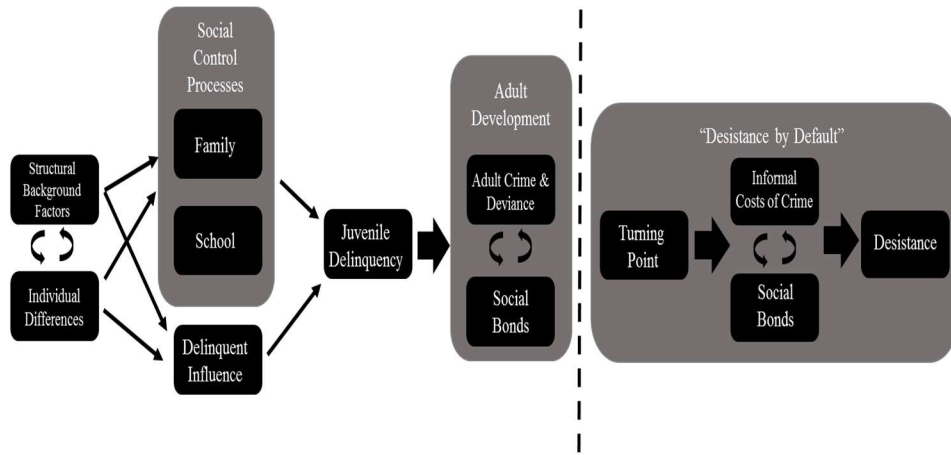 Structural
Background
Factors
Individual
Differences
Social
Control
Processes
Family
School
Delinquent
Influence
Juvenile
Delinquency
Adult
Development
Adult Crime &
Deviance
Social
Bonds
“Desistance by Default”
Turning
Point
Informal
Costs of Crime
Social
Bonds
Desistance